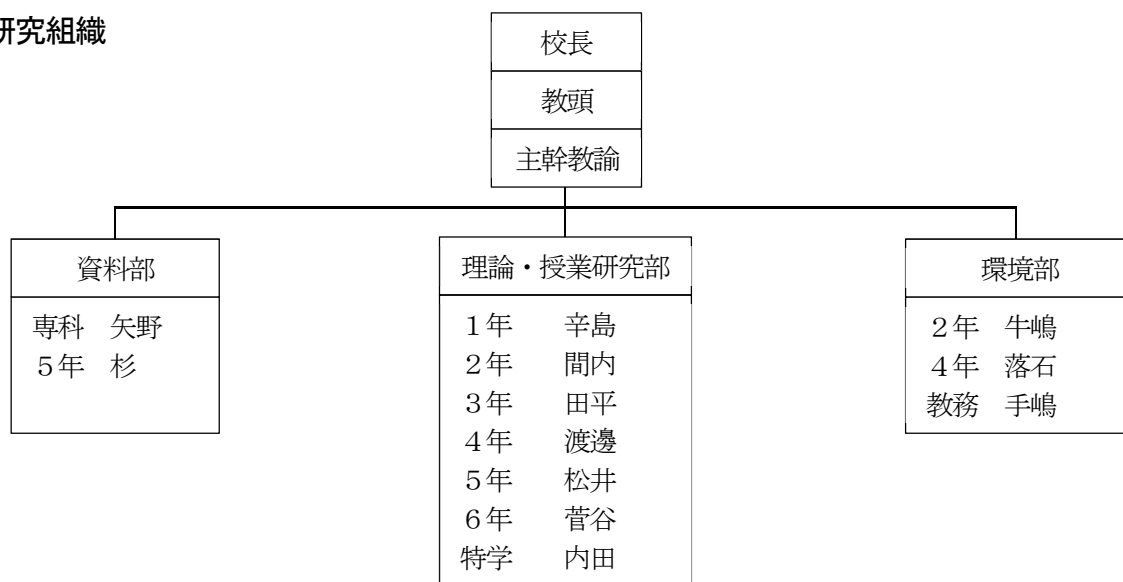 研究組織
校長
教頭
主幹教諭
資料部
専科 矢野
５年 杉
理論・授業研究部
１年 辛島
２年 間内
３年 田平
４年 渡邊
５年 松井
６年 菅谷
特学 内田
環境部
２年 牛嶋
４年 落石
教務 手嶋